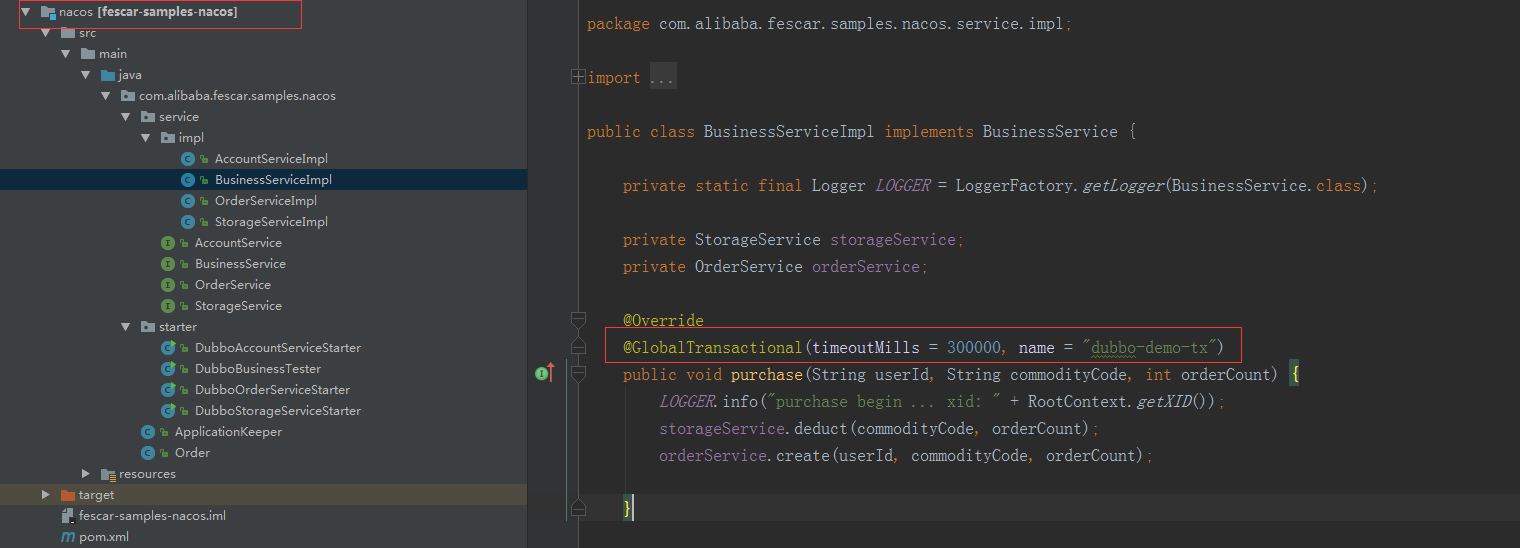 nacos [fescar-samples-nacos]
src
main
java
com.alibaba.fescar.samples.nacos
service
impl
AccountServiceImpl
BusinessServiceImpl
OrderServiceImpl
StorageServiceImpl
AccountService
BusinessService
OrderService
StorageService
starter
DubboAccountServiceStarter
DubboBusinessTester
DubboOrderServiceStarter
DubboStorageServiceStarter
ApplicationKeeper
Order
resources
target
fescar-samples-nacos.iml
pom.xml
package com.alibaba.fescar.samples.nacos.service.impl;
import ...
public class BusinessServiceImpl implements BusinessService {
private static final Logger LOGGER = LoggerFactory.getLogger(BusinessService.class);
private StorageService storageService;
private OrderService orderService;
@Override
@GlobalTransactional(timeoutMills = 300000, name = "dubbo-demo-tx")
public void purchase(String userId, String commodityCode, int orderCount) {
LOGGER.info("purchase begin ... xid: " + RootContext.getXID());
storageService.deduct(commodityCode, orderCount);
orderService.create(userId, commodityCode, orderCount);
}